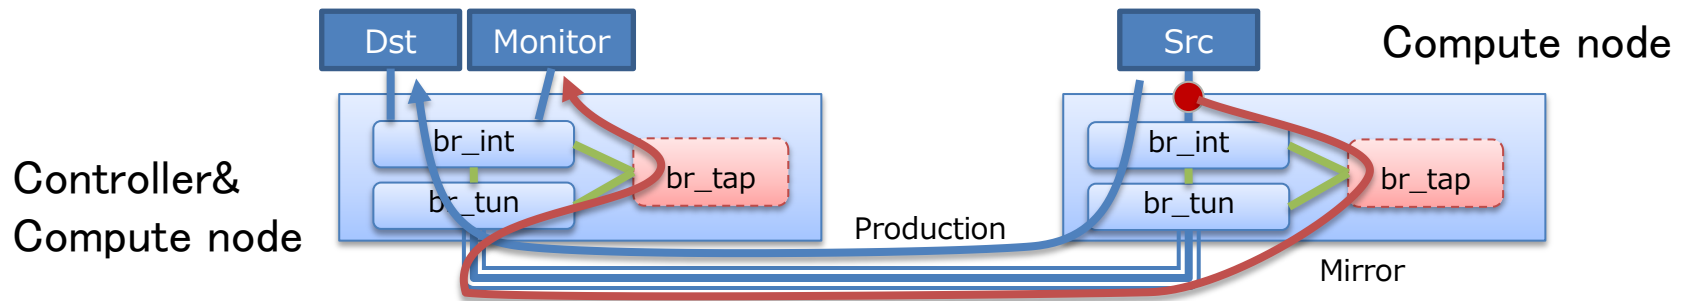 Dst
Monitor
Src
Compute node
br_int
br_tap
br_tun
Controller&
Compute node
br_int
br_tap
br_tun
Production
Mirror